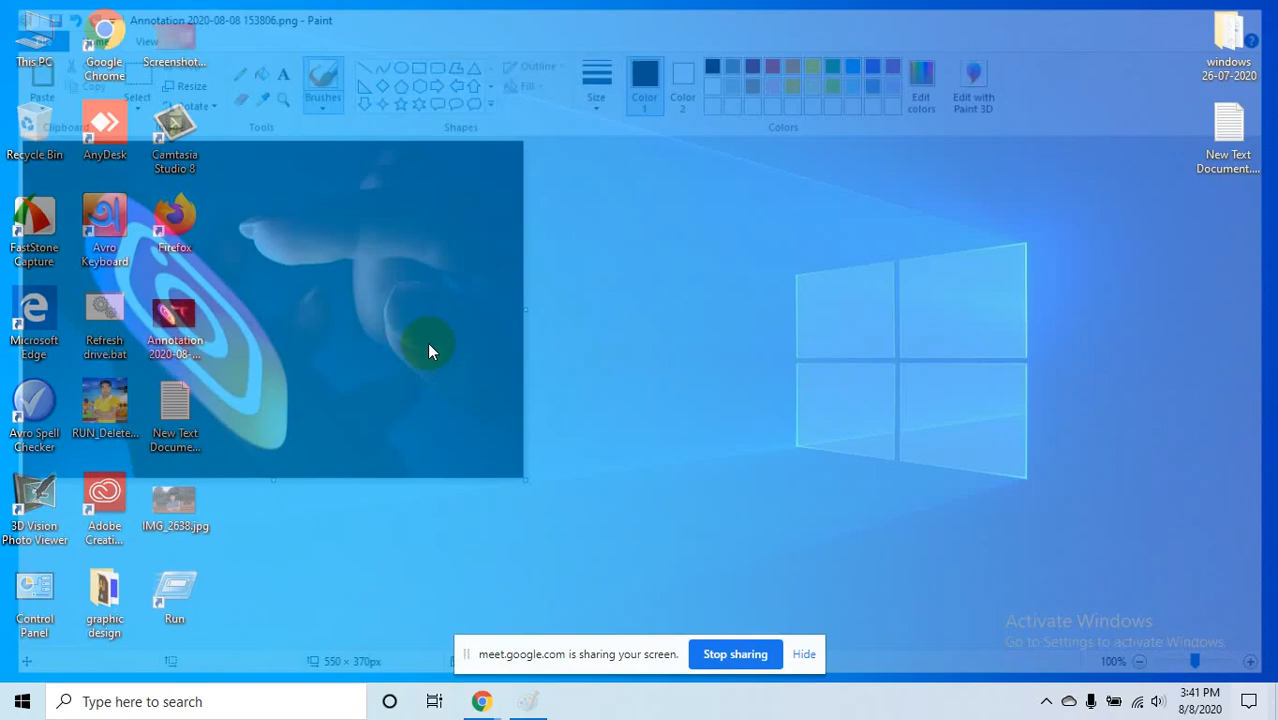 Annotation 2020-08-08 153806.png - Paint
View
Paste
Copy
Select
Resize
Rotate
Brushes
Outline
Fill
Size
Color
1
Color
2
Edit
colors
Edit with
Paint 3D
Clipboard
Tools
Shapes
Colors
This PC
Google
Chrome
Screenshot...
windows
26-07-2020
Recycle Bin
AnyDesk
Camtasia
Studio 8
New Text
Document....
FastStone
Capture
Avro
Keyboard
Firefox
Microsoft
Edge
Refresh
drive.bat
Annotation
2020-08-...
Avro Spell
Checker
RUN_Delete...
New Text
Docume...
3D Vision
Photo Viewer
Adobe
Creati...
IMG_2638.jpg
Control
Panel
graphic
design
Run
Activate Windows
Go to Settings to activate Windows.
meet.google.com is sharing your screen.
Stop sharing
Hide
550 × 370px
100%
Type here to search
3:41 PM
8/8/2020